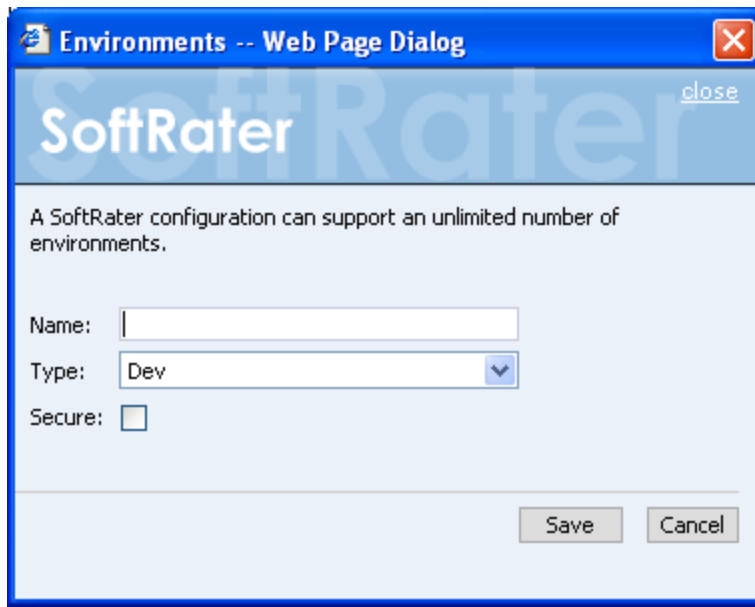 Environments -- Web Page Dialog
close
SoftRater
SoftRater
A SoftRater configuration can support an unlimited number of
environments.
Name:
Type: Dev
Secure:
Save Cancel